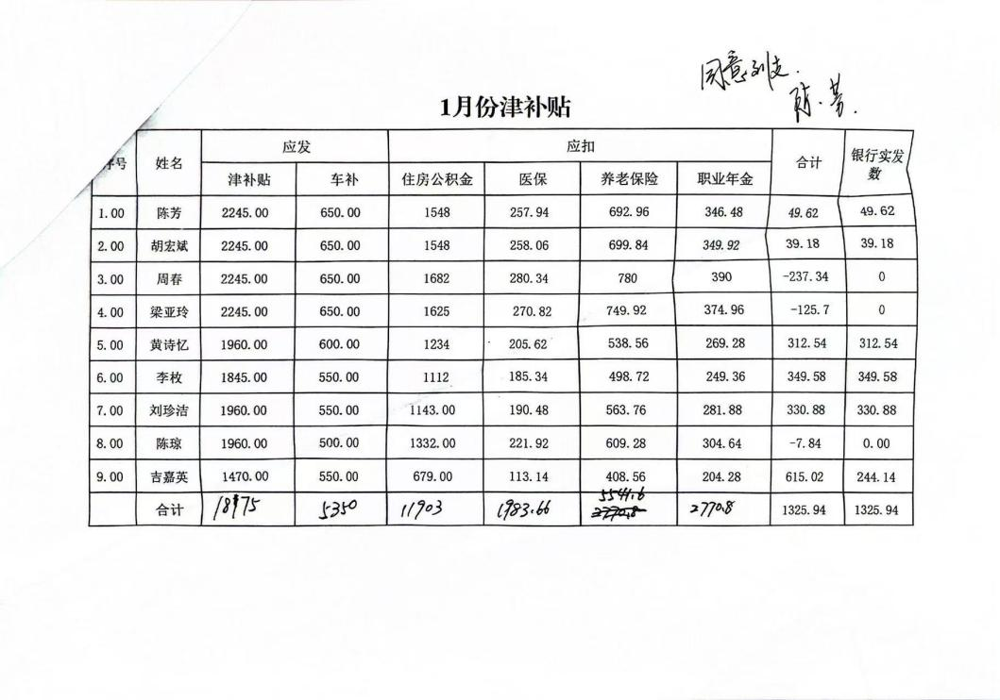 同意列支.
陈芳.
1月份津补贴
序号 姓名 应发 应扣 合计 银行实发数
津补贴 车补 住房公积金 医保 养老保险 职业年金
1.00 陈芳 2245.00 650.00 1548 257.94 692.96 346.48 49.62 49.62
2.00 胡宏斌 2245.00 650.00 1548 258.06 699.84 349.92 39.18 39.18
3.00 周春 2245.00 650.00 1682 280.34 780 390 -237.34 0
4.00 梁亚玲 2245.00 650.00 1625 270.82 749.92 374.96 -125.7 0
5.00 黄诗忆 1960.00 600.00 1234 205.62 538.56 269.28 312.54 312.54
6.00 李枚 1845.00 550.00 1112 185.34 498.72 249.36 349.58 349.58
7.00 刘珍洁 1960.00 550.00 1143.00 190.48 563.76 281.88 330.88 330.88
8.00 陈琼 1960.00 500.00 1332.00 221.92 609.28 304.64 -7.84 0.00
9.00 吉嘉英 1470.00 550.00 679.00 113.14 408.56 204.28 615.02 244.14
合计 18175 5350 11903 1983.66 5541.6 2770.8 2770.8 1325.94 1325.94